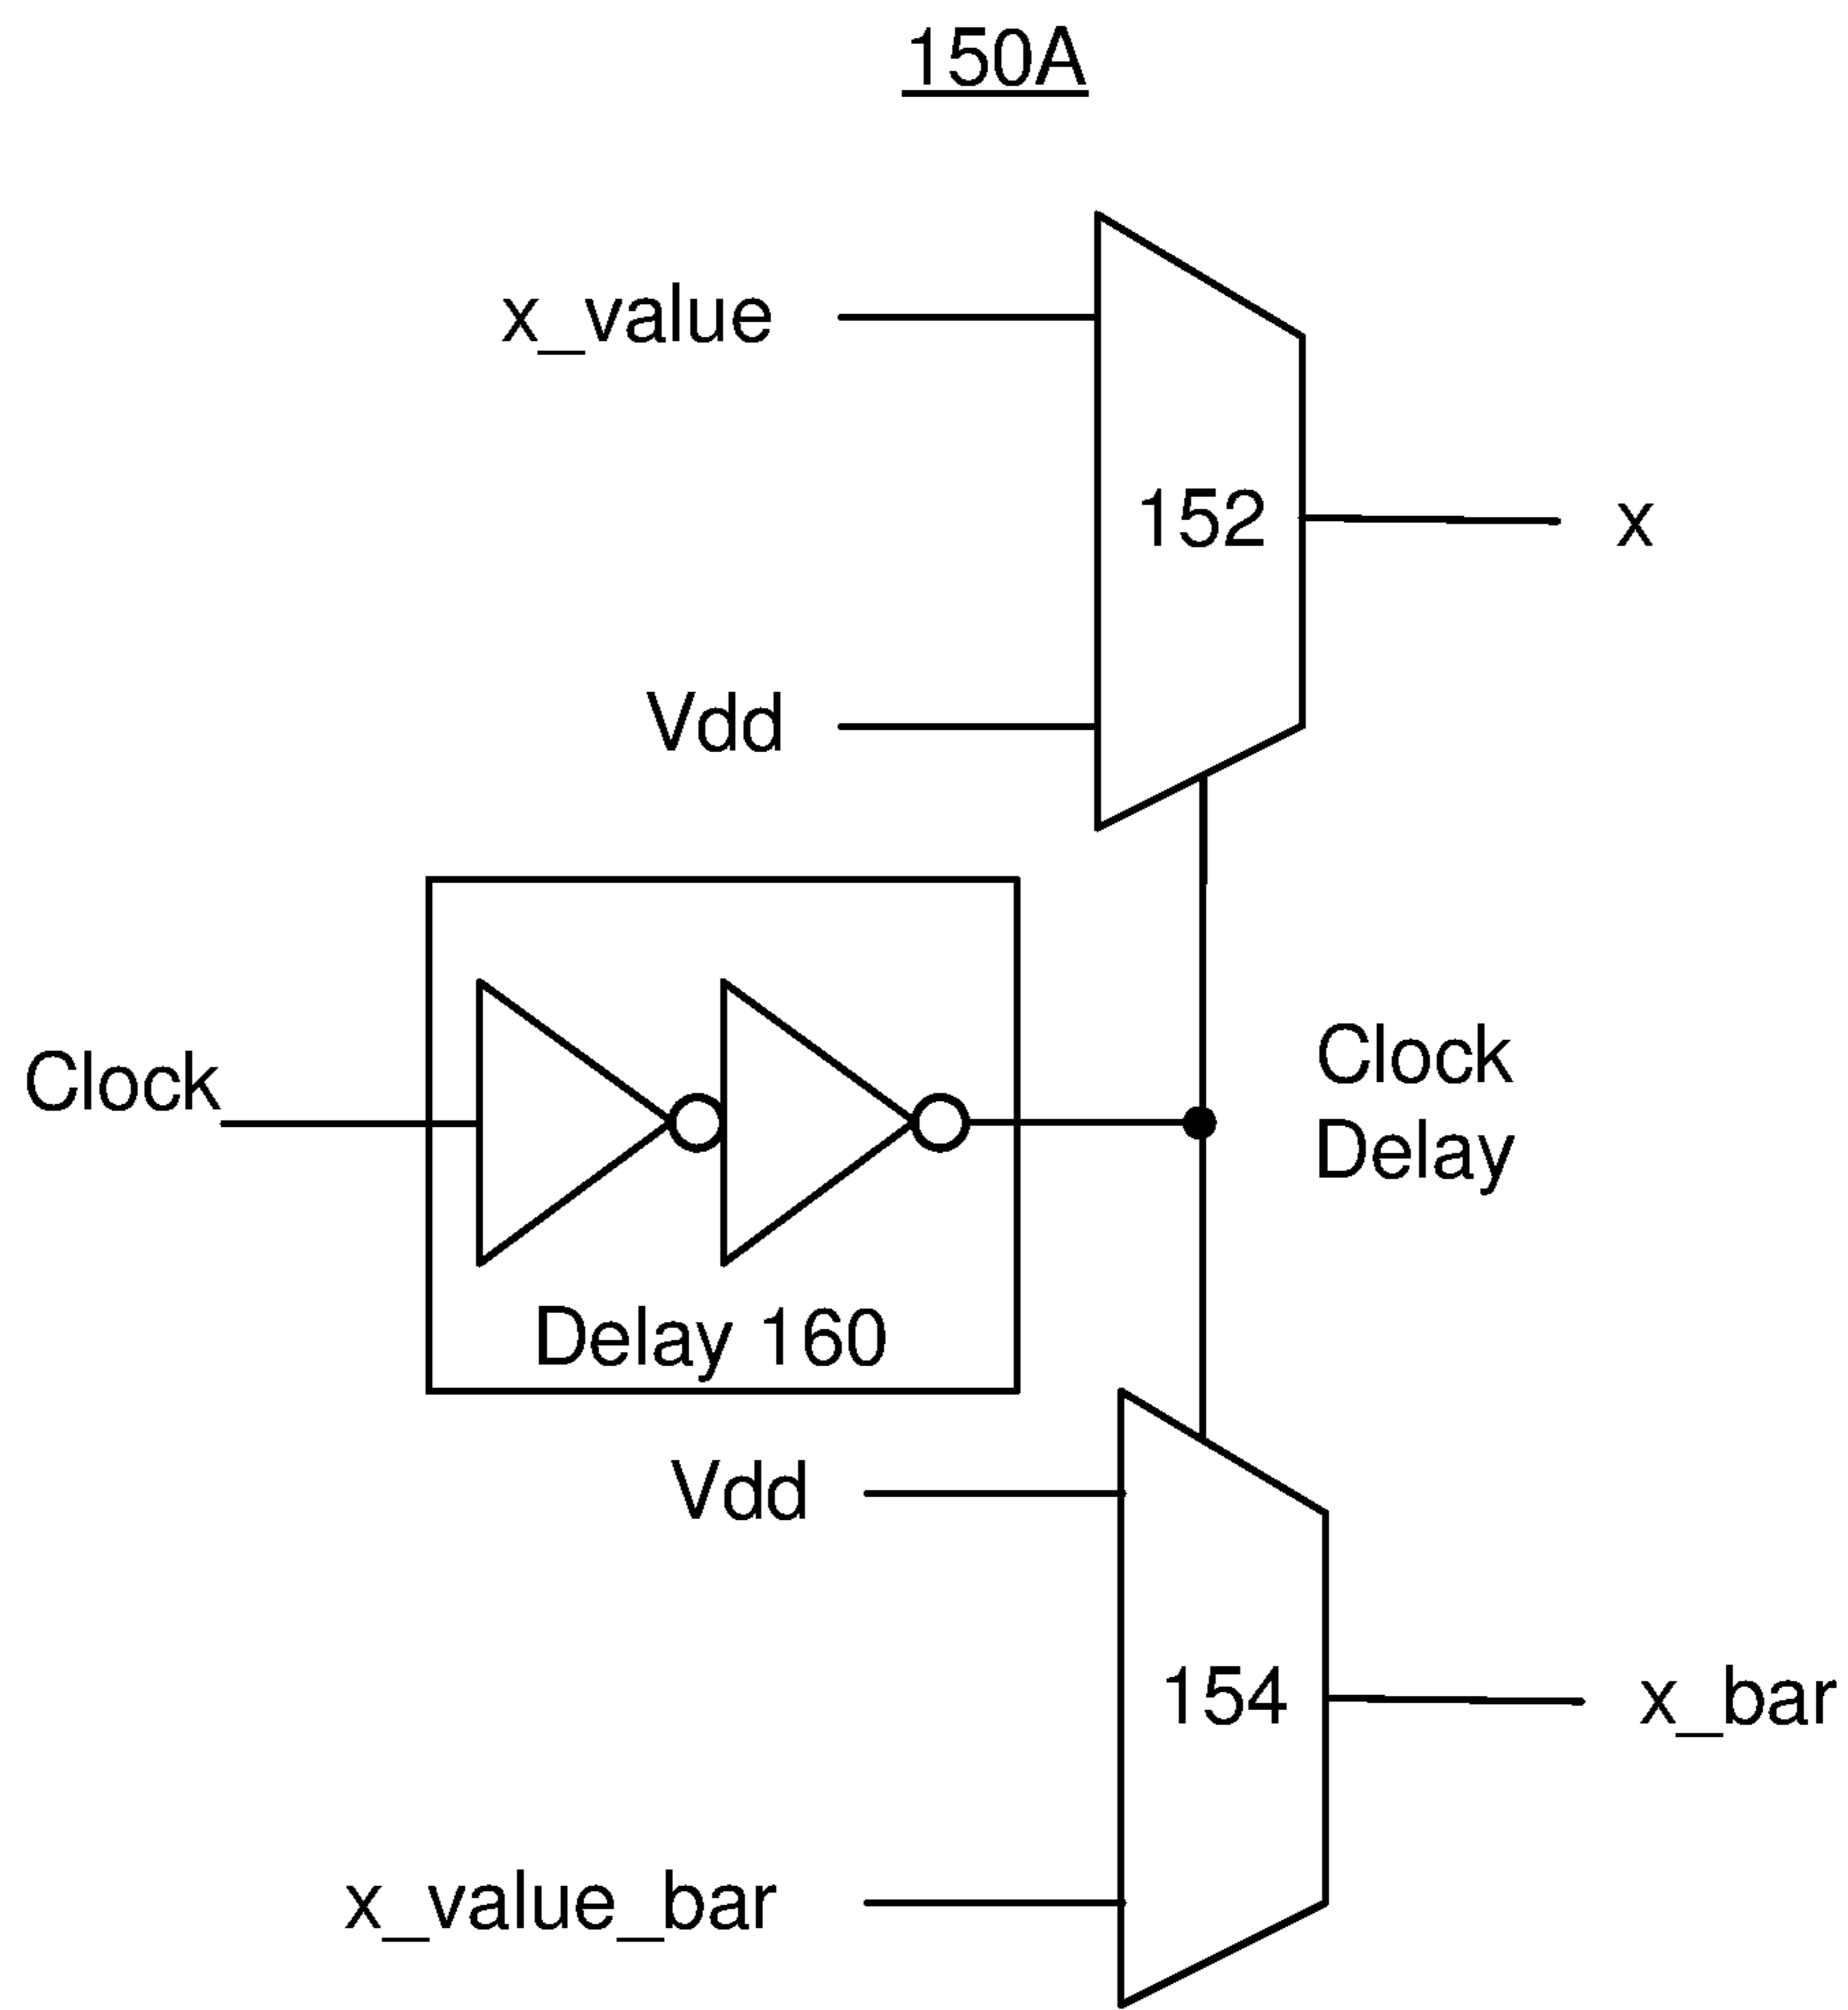 150A
x_value
152
x
Vdd
Clock
Clock
Delay
Delay 160
Vdd
154
x_bar
x_value_bar